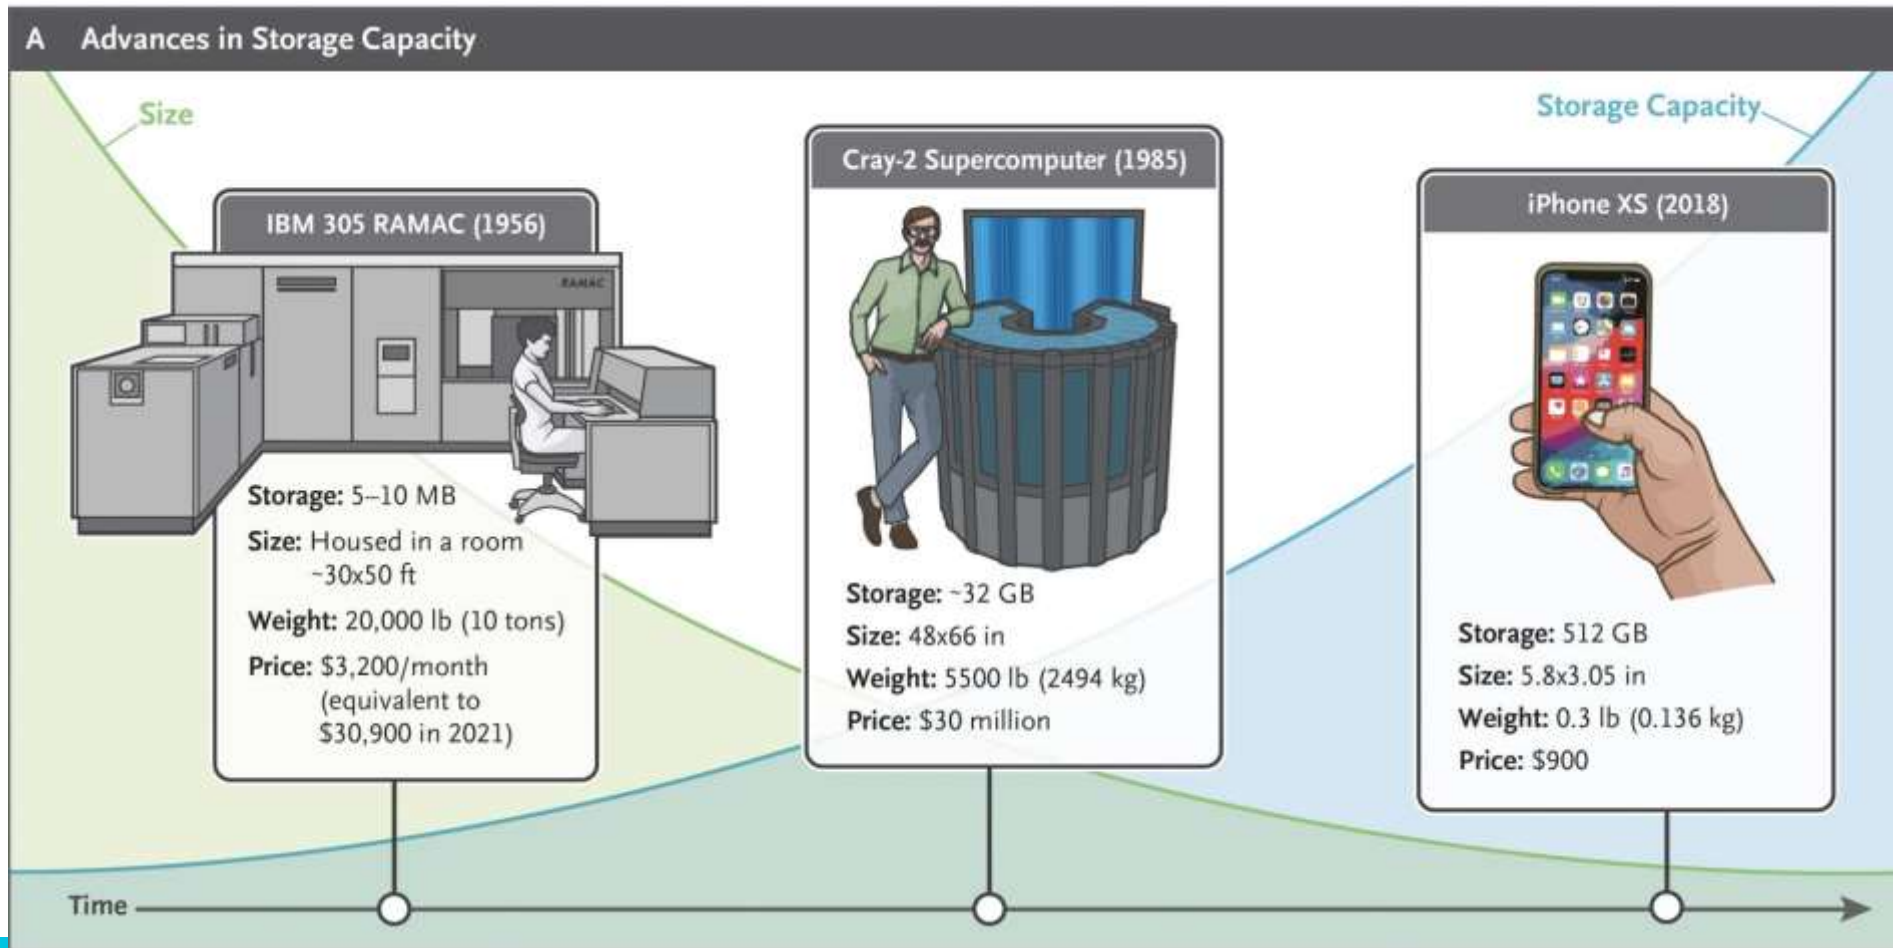 A Advances in Storage Capacity
Size
Storage Capacity
IBM 305 RAMAC (1956)
RAMAC
Storage: 5–10 MB
Size: Housed in a room
~30x50 ft
Weight: 20,000 lb (10 tons)
Price: $3,200/month
(equivalent to
$30,900 in 2021)
Cray-2 Supercomputer (1985)
Storage: ~32 GB
Size: 48x66 in
Weight: 5500 lb (2494 kg)
Price: $30 million
iPhone XS (2018)
Storage: 512 GB
Size: 5.8x3.05 in
Weight: 0.3 lb (0.136 kg)
Price: $900
Time